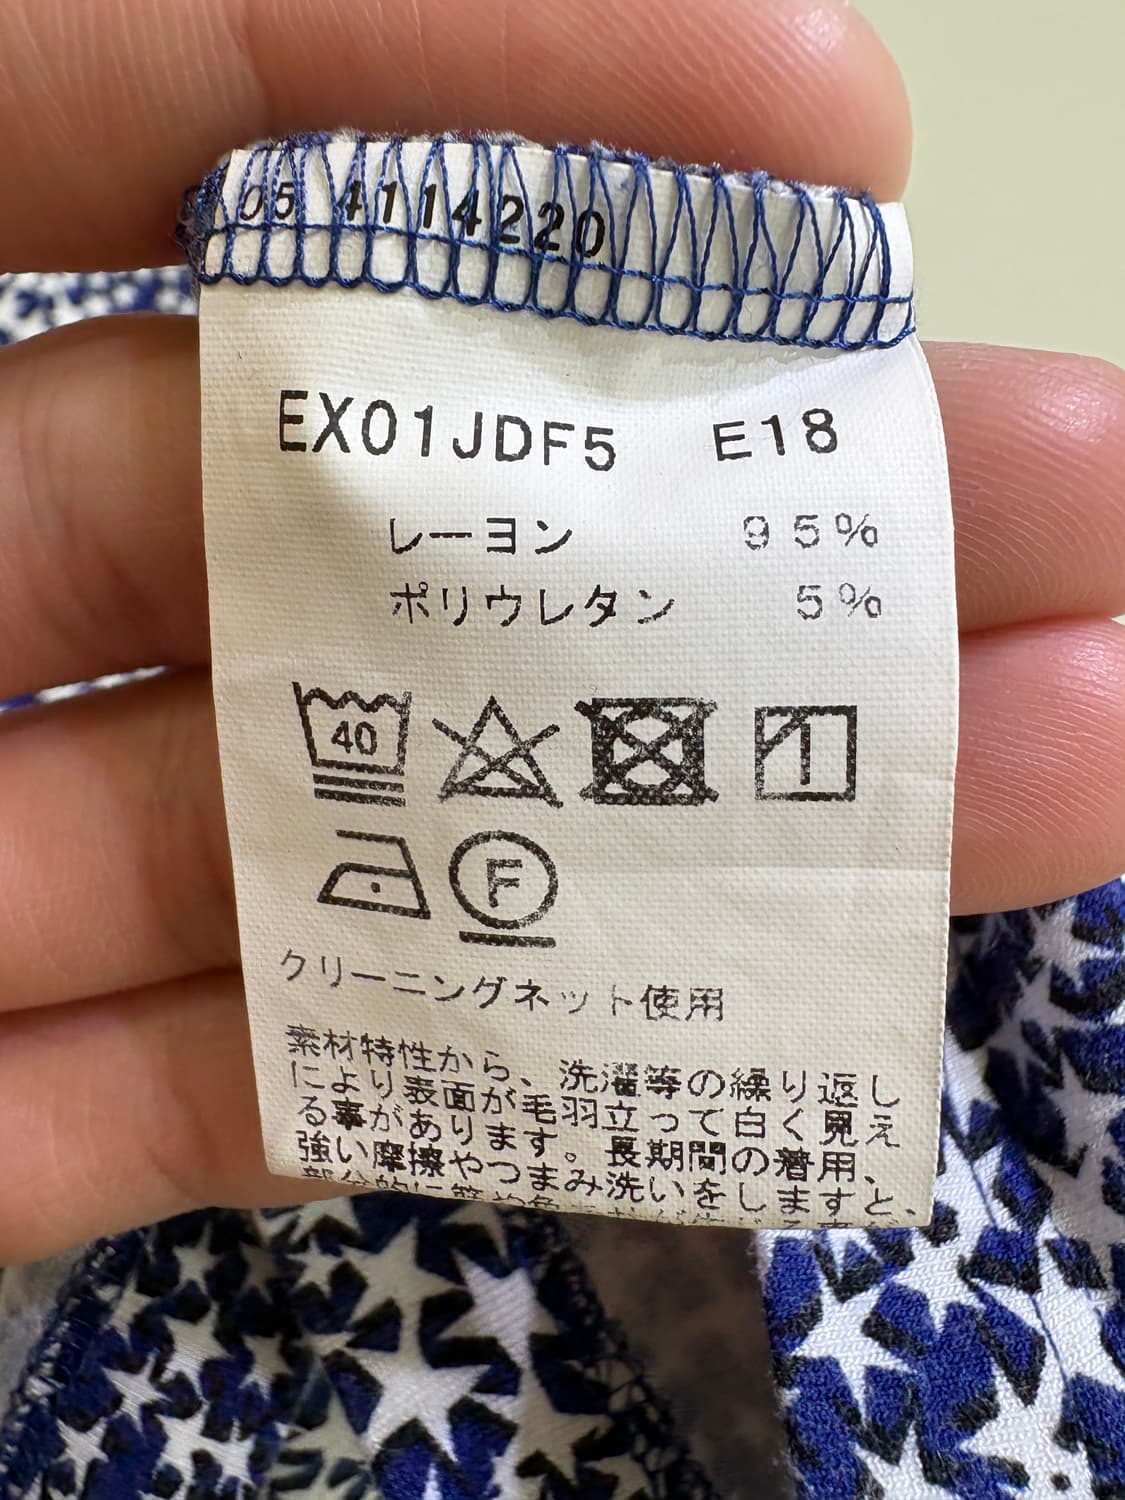 05 4114220
EX01JDF5 E18
レーヨン 95%
ポリウレタン 5%
40
F
クリーニングネット使用
素材特性から、洗濯等の繰り返し
により表面が毛羽立って白く見え
る事があります。長期間の着用、
強い摩擦やつまみ洗いをしますと、